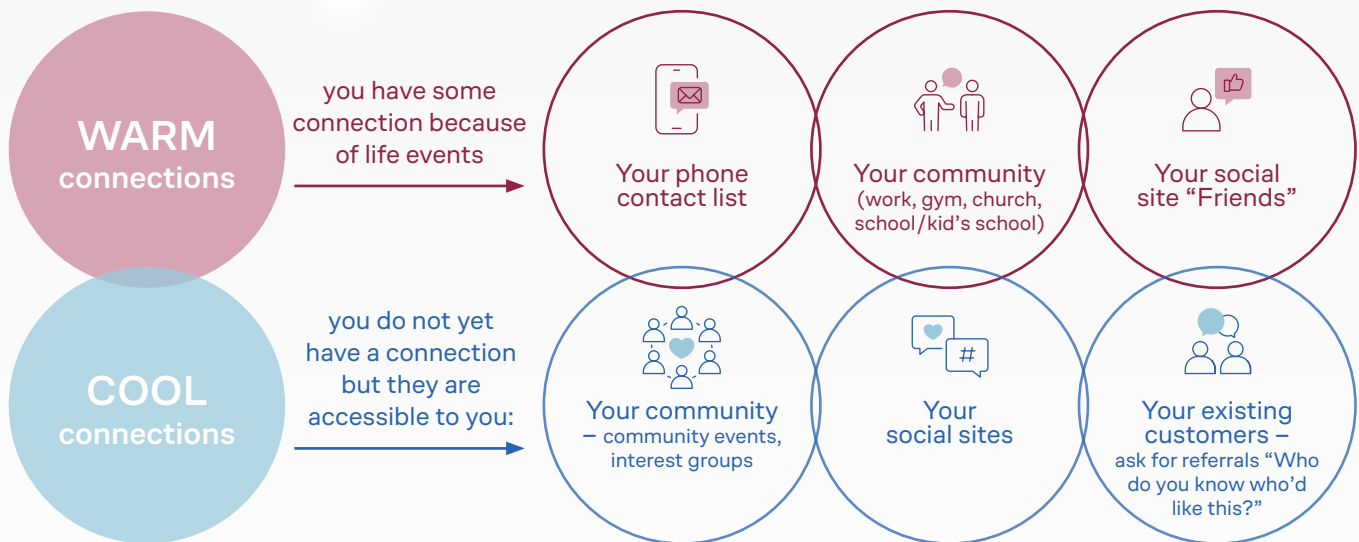 WARM
connections
you have some
connection because
of life events
Your phone
contact list
Your community
(work, gym, church,
school/kid's school)
Your social
site “Friends”
COOL
connections
you do not yet
have a connection
but they are
accessible to you:
Your community
– community events,
interest groups
#
Your
social sites
Your existing
customers –
ask for referrals “Who
do you know who’d
like this?”